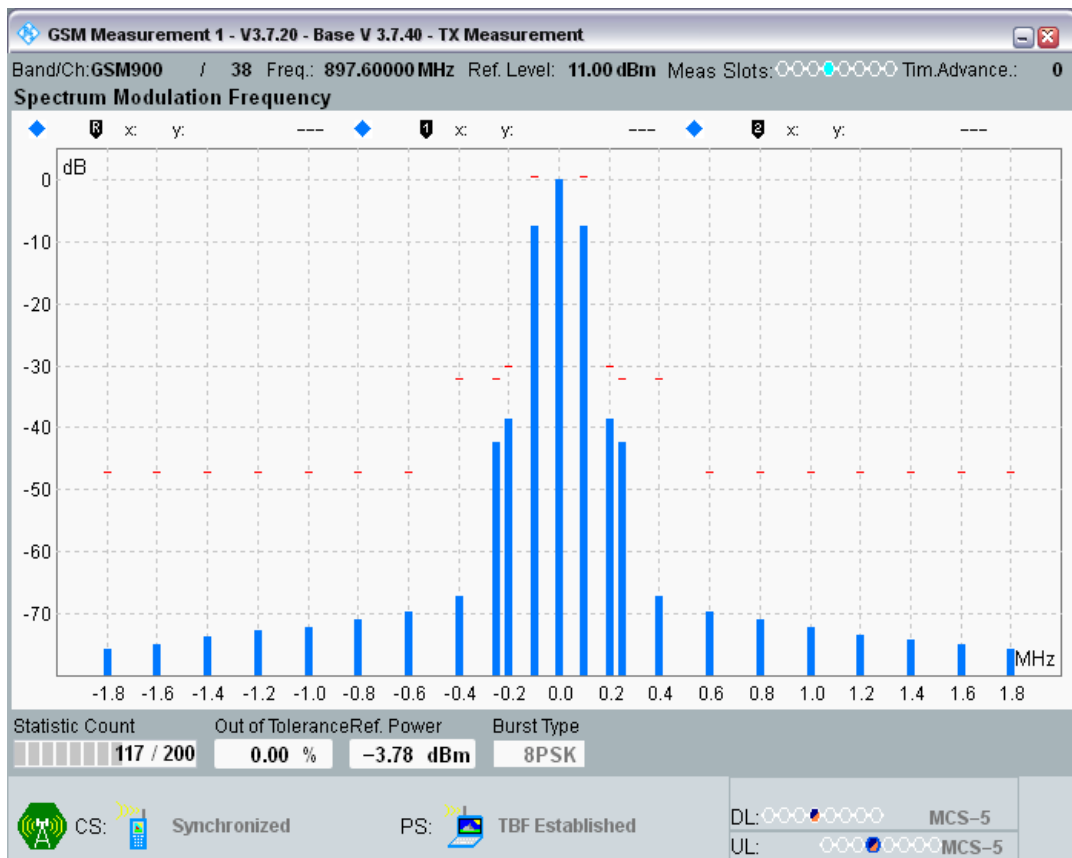 GSM Measurement 1 - V3.7.20 - Base V 3.7.40 - TX Measurement
Band/Ch:GSM900 / 38 Freq.: 897.60000 MHz Ref. Level: 11.00 dBm Meas Slots: Tim.Advance.: 0
Spectrum Modulation Frequency
R x: y: --- 1 x: y: --- 2 x: y: ---
dB
0
-10
-20
-30
-40
-50
-60
-70
MHz
-1.8 -1.6 -1.4 -1.2 -1.0 -0.8 -0.6 -0.4 -0.2 0.0 0.2 0.4 0.6 0.8 1.0 1.2 1.4 1.6 1.8
Statistic Count Out of Tolerance Ref. Power Burst Type
117 / 200 0.00 % −3.78 dBm 8PSK
CS: Synchronized PS: TBF Established
DL: MCS−5
UL: MCS−5